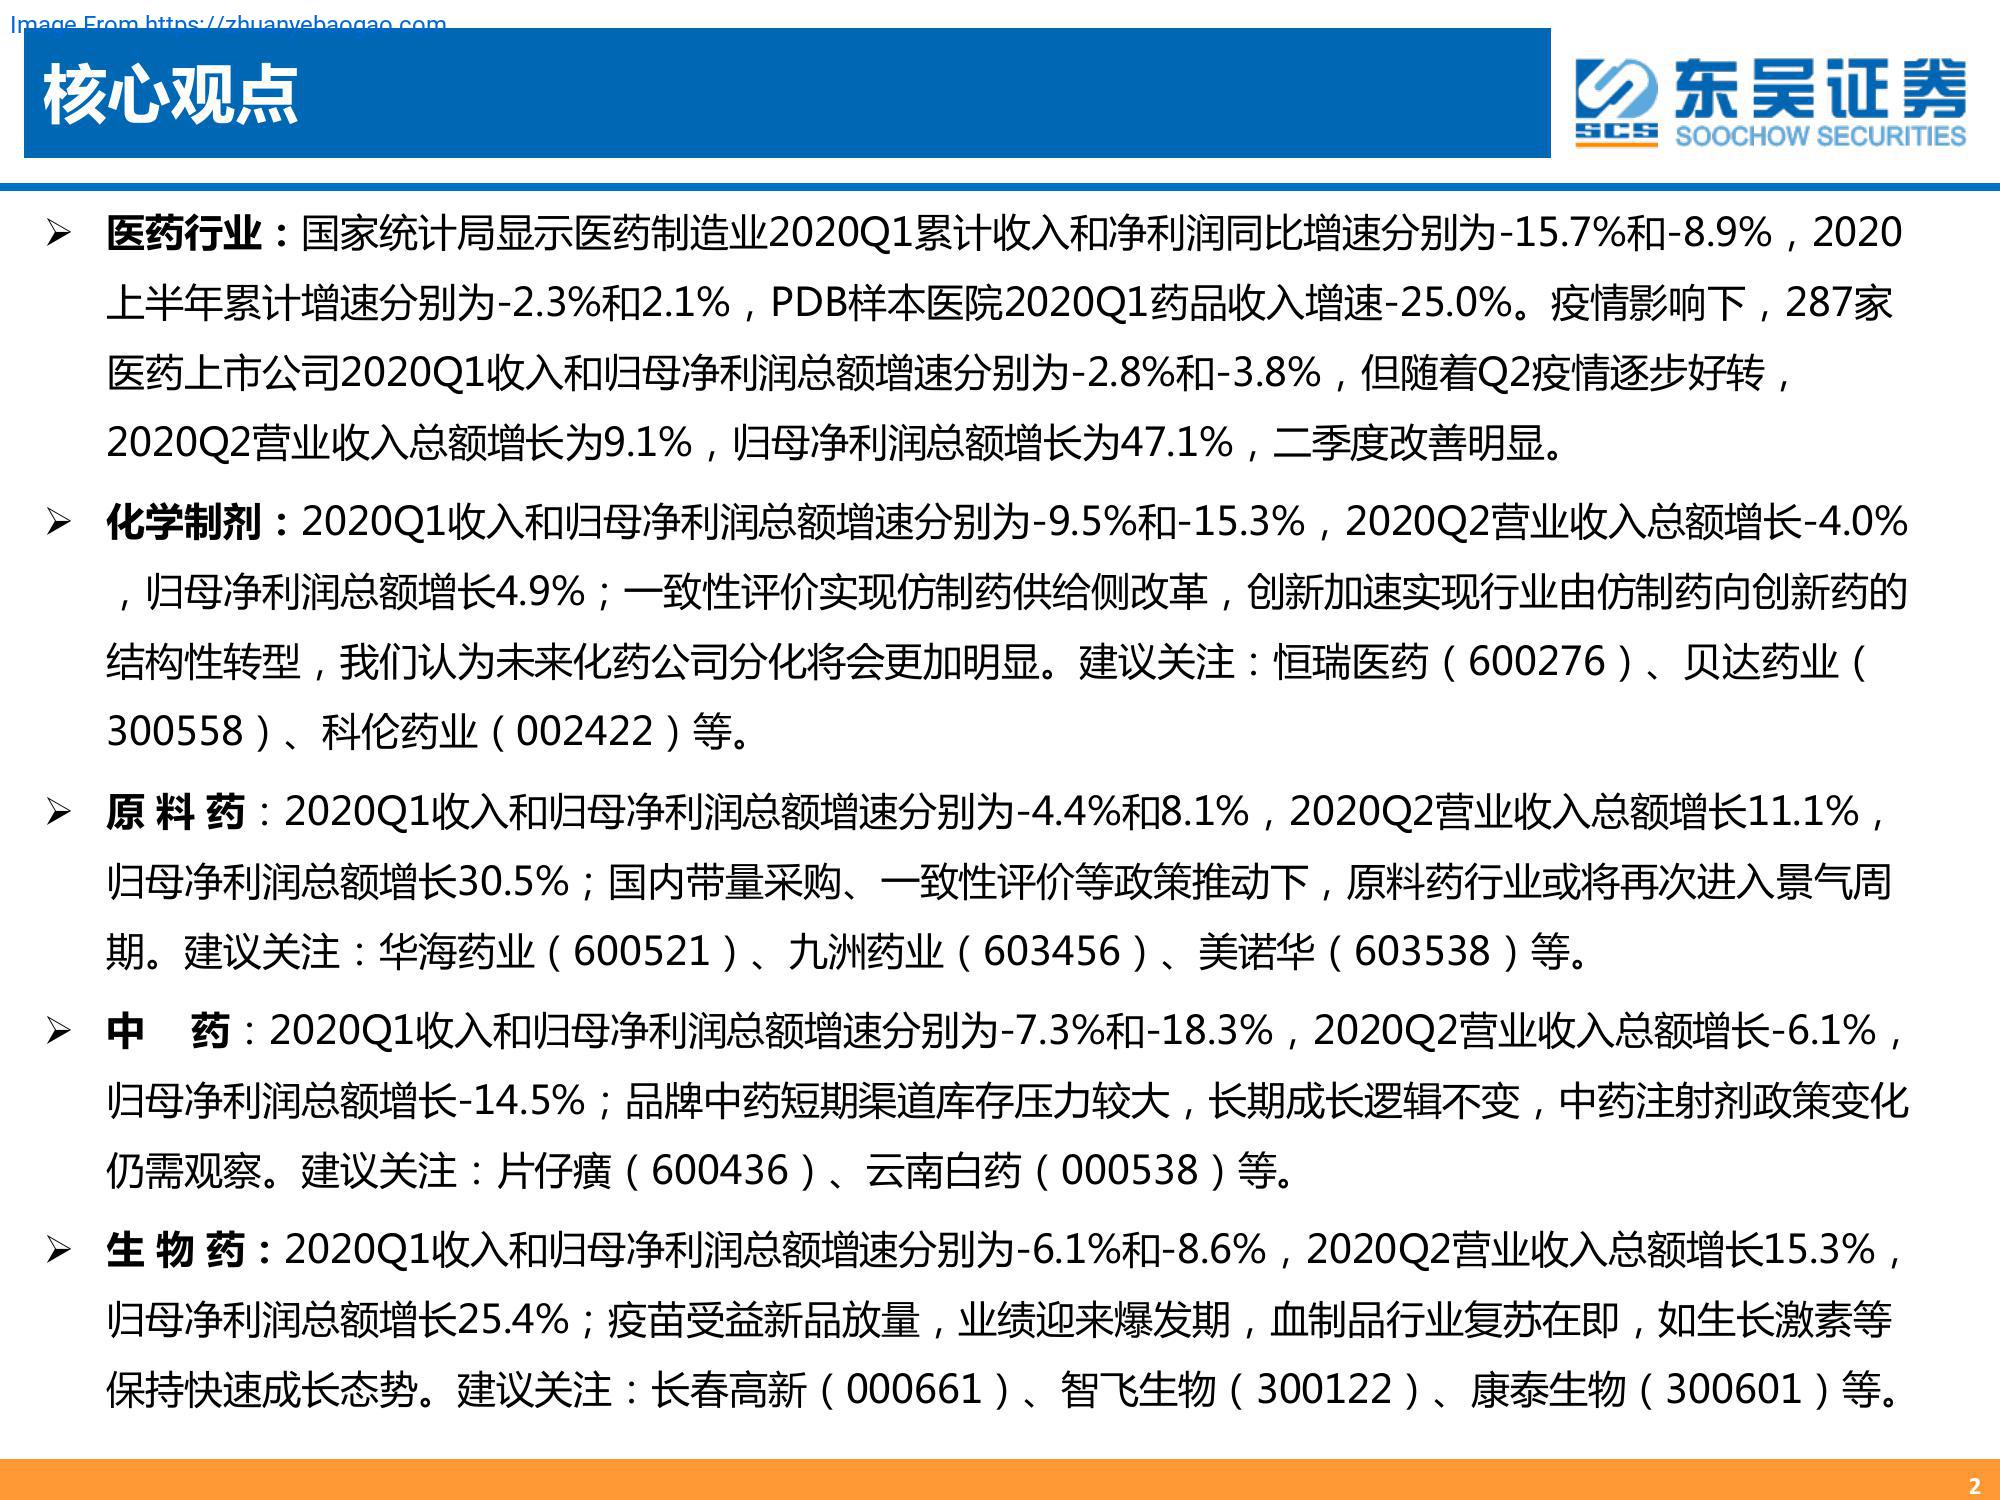 Image From https://zhuanyebaogao.com
核心观点
东吴证券
SCS
SOOCHOW SECURITIES
医药行业：国家统计局显示医药制造业2020Q1累计收入和净利润同比增速分别为-15.7%和-8.9%，2020
上半年累计增速分别为-2.3%和2.1%，PDB样本医院2020Q1药品收入增速-25.0%。疫情影响下，287家
医药上市公司2020Q1收入和归母净利润总额增速分别为-2.8%和-3.8%，但随着Q2疫情逐步好转，
2020Q2营业收入总额增长为9.1%，归母净利润总额增长为47.1%，二季度改善明显。
化学制剂：2020Q1收入和归母净利润总额增速分别为-9.5%和-15.3%，2020Q2营业收入总额增长-4.0%
，归母净利润总额增长4.9%；一致性评价实现仿制药供给侧改革，创新加速实现行业由仿制药向创新药的
结构性转型，我们认为未来化药公司分化将会更加明显。建议关注：恒瑞医药（600276）、贝达药业（
300558）、科伦药业（002422）等。
原 料 药：2020Q1收入和归母净利润总额增速分别为-4.4%和8.1%，2020Q2营业收入总额增长11.1%，
归母净利润总额增长30.5%；国内带量采购、一致性评价等政策推动下，原料药行业或将再次进入景气周
期。建议关注：华海药业（600521）、九洲药业（603456）、美诺华（603538）等。
中 药：2020Q1收入和归母净利润总额增速分别为-7.3%和-18.3%，2020Q2营业收入总额增长-6.1%，
归母净利润总额增长-14.5%；品牌中药短期渠道库存压力较大，长期成长逻辑不变，中药注射剂政策变化
仍需观察。建议关注：片仔癀（600436）、云南白药（000538）等。
生 物 药：2020Q1收入和归母净利润总额增速分别为-6.1%和-8.6%，2020Q2营业收入总额增长15.3%，
归母净利润总额增长25.4%；疫苗受益新品放量，业绩迎来爆发期，血制品行业复苏在即，如生长激素等
保持快速成长态势。建议关注：长春高新（000661）、智飞生物（300122）、康泰生物（300601）等。
2